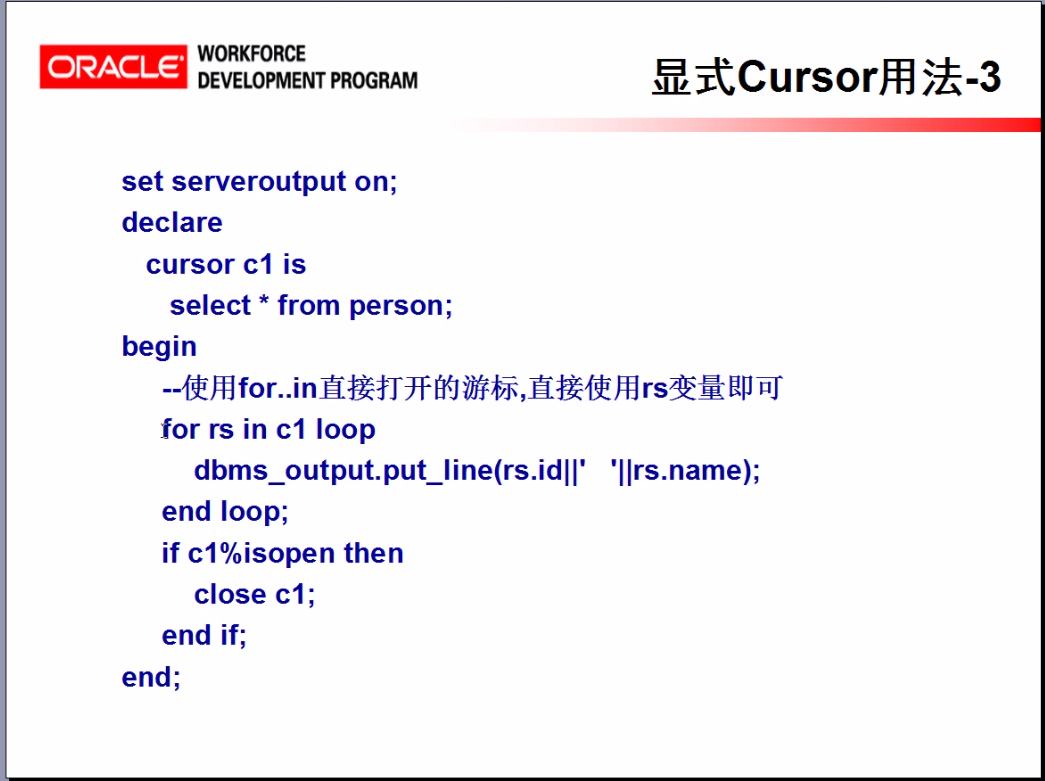 ORACLE
WORKFORCE
DEVELOPMENT PROGRAM
显式Cursor用法-3
set serveroutput on;
declare
cursor c1 is
select * from person;
begin
--使用for..in直接打开的游标,直接使用rs变量即可
for rs in c1 loop
dbms_output.put_line(rs.id||'   '||rs.name);
end loop;
if c1%isopen then
close c1;
end if;
end;